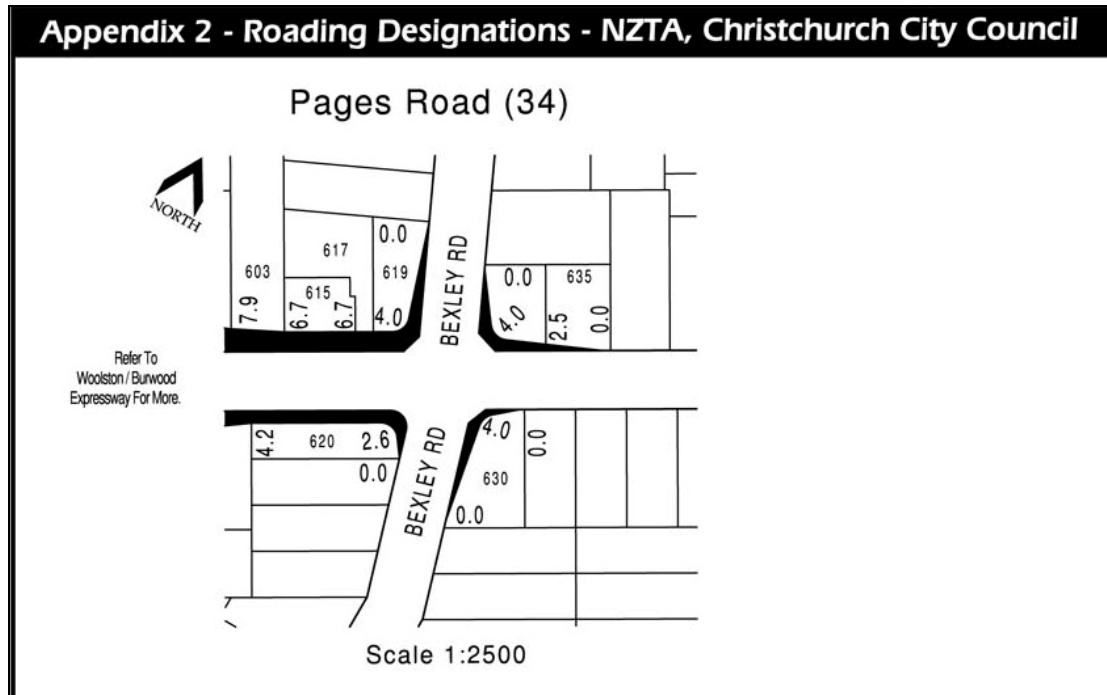 Appendix 2 - Roading Designations - NZTA, Christchurch City Council
Pages Road (34)
NORTH
BEXLEY RD
0.0
617
603
619
0.0
635
615
7.9
6.7
6.7
4.0
4.0
2.5
0.0
Refer To
Woolston / Burwood
Expressway For More.
4.2
620
2.6
0.0
BEXLEY RD
4.0
0.0
630
0.0
Scale 1:2500